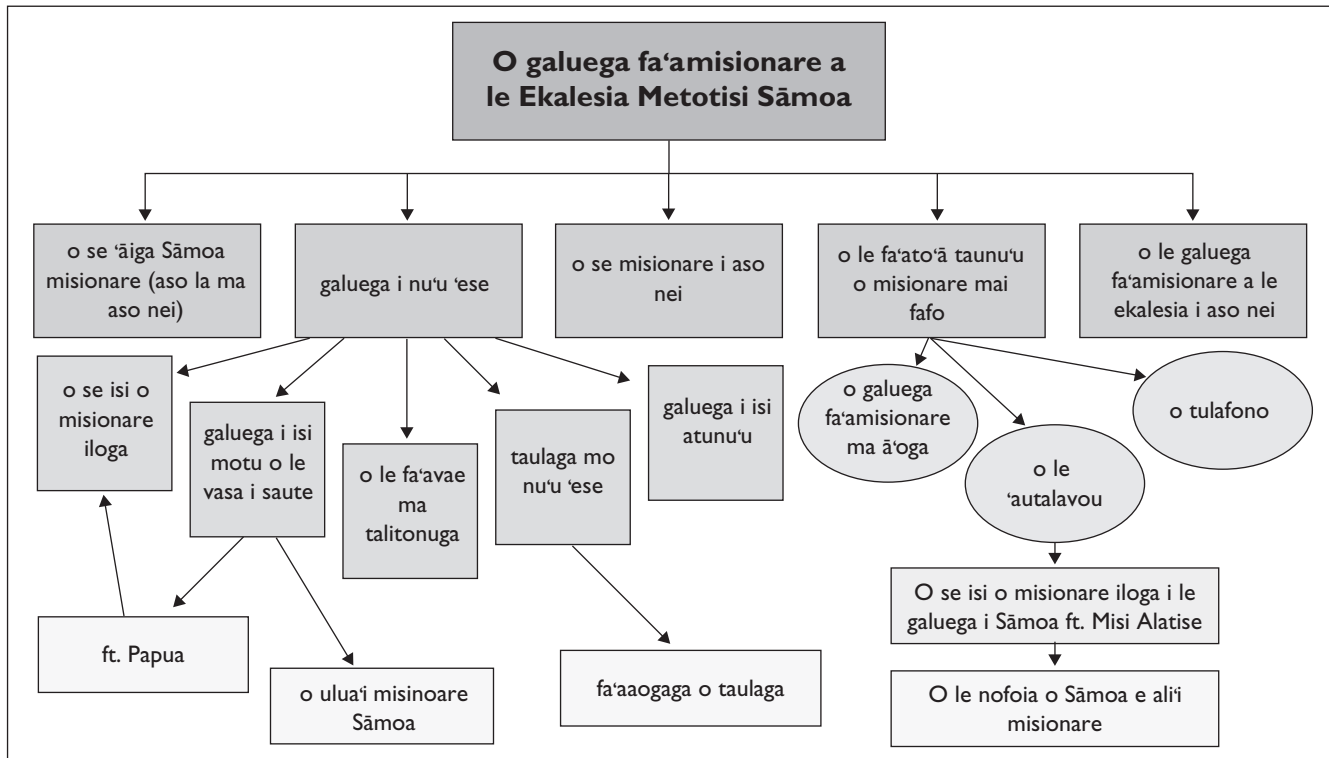 O galuega fa‘amisionare a
le Ekalesia Metotisi Sāmoa
o se ‘āiga Sāmoa
misionare (aso la ma
aso nei)
galuega i nu‘u ‘ese
o se misionare i aso
nei
o le fa‘ato‘ā taunu‘u
o misionare mai
fafo
o le galuega
fa‘amisionare a le
ekalesia i aso nei
o se isi o
misionare
iloga
galuega i isi
motu o le
vasa i saute
o le fa‘avae
ma
talitonuga
taulaga mo
nu‘u ‘ese
galuega i isi
atunu‘u
o galuega
fa‘amisionare
ma ā‘oga
o le
‘autalavou
o tulafono
ft. Papua
o ulua‘i misinoare
Sāmoa
fa‘aaogaga o taulaga
O se isi o misionare iloga i le
galuega i Sāmoa ft. Misi Alatise
O le nofoia o Sāmoa e ali‘i
misionare